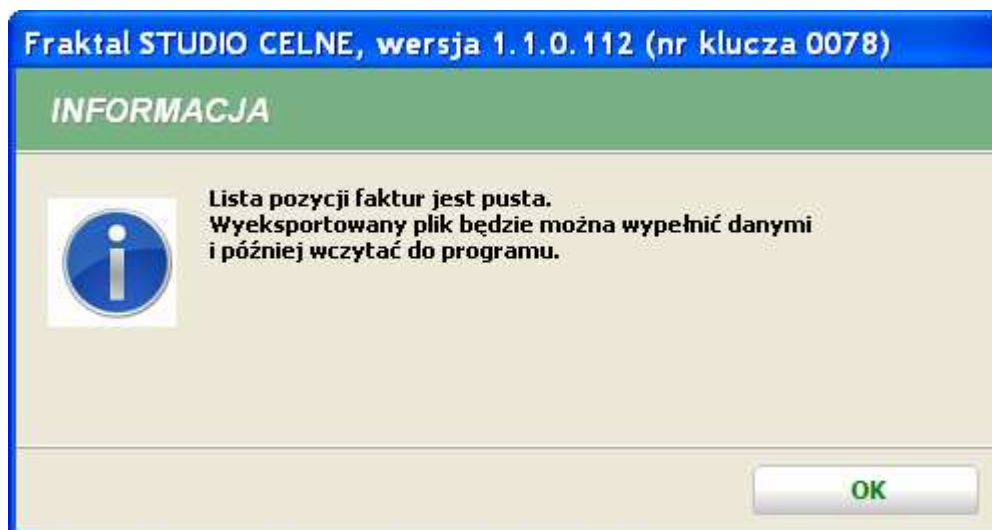 Fraktal STUDIO CELNE, wersja 1.1.0.112 (nr klucza 0078)
INFORMACJA
Lista pozycji faktur jest pusta.
Wyeksportowany plik będzie można wypełnić danymi
i później wczytać do programu.
OK